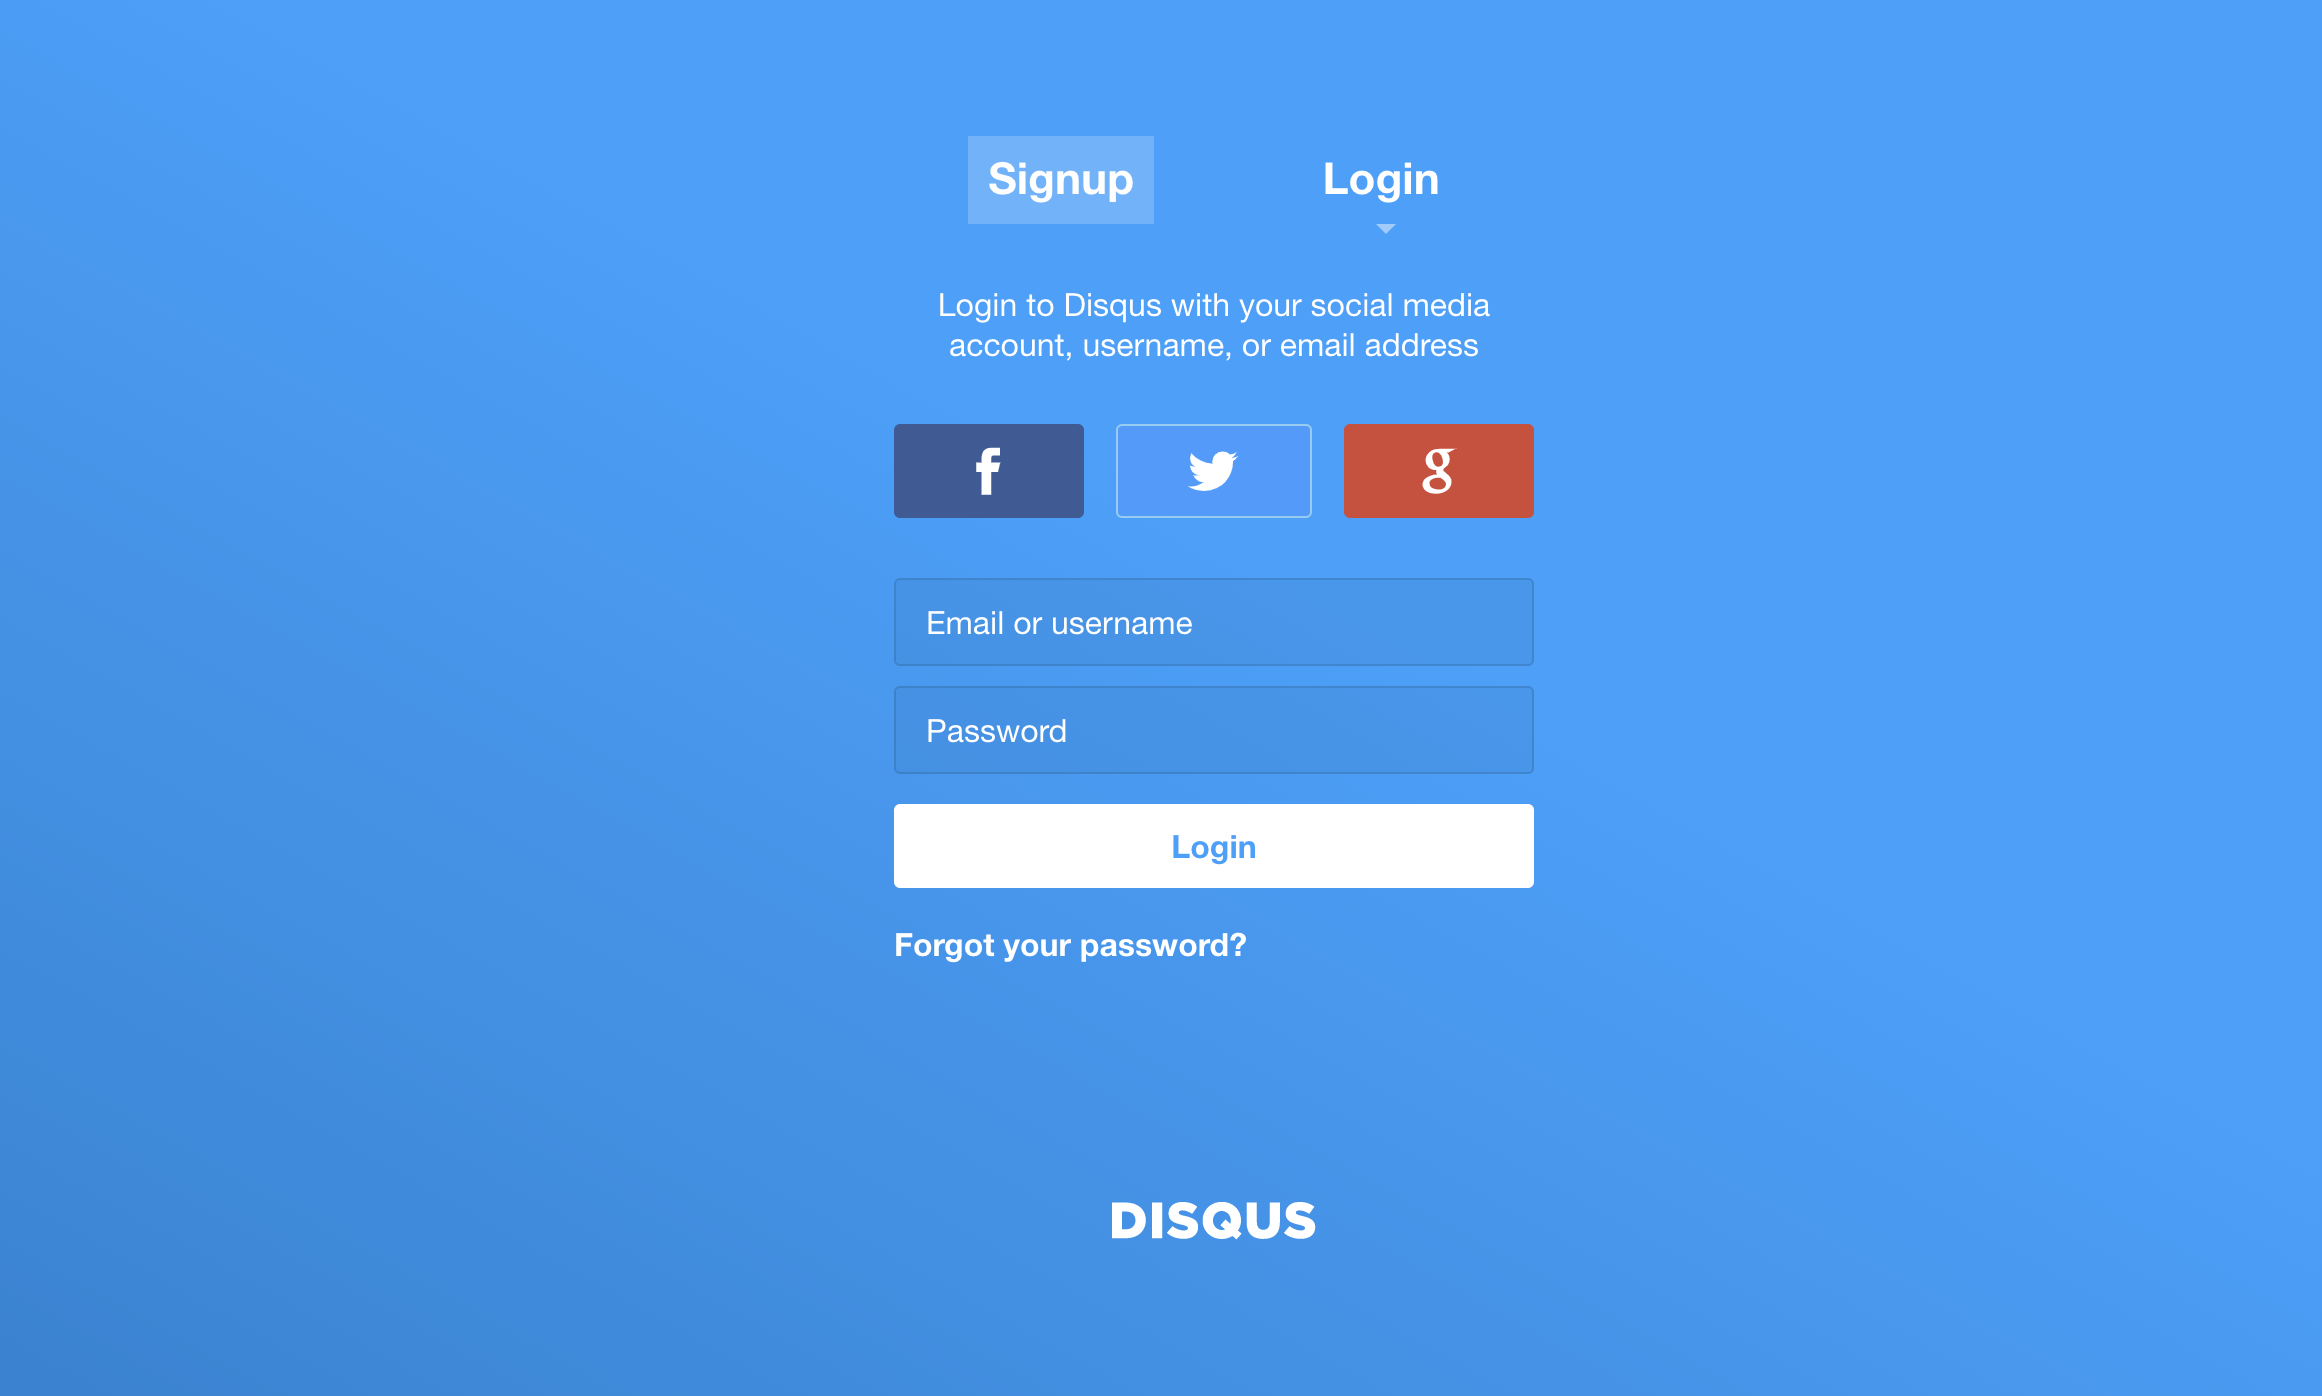 Signup
Login
Login to Disqus with your social media
account, username, or email address
f
g
Email or username
Password
Login
Forgot your password?
DISQUS